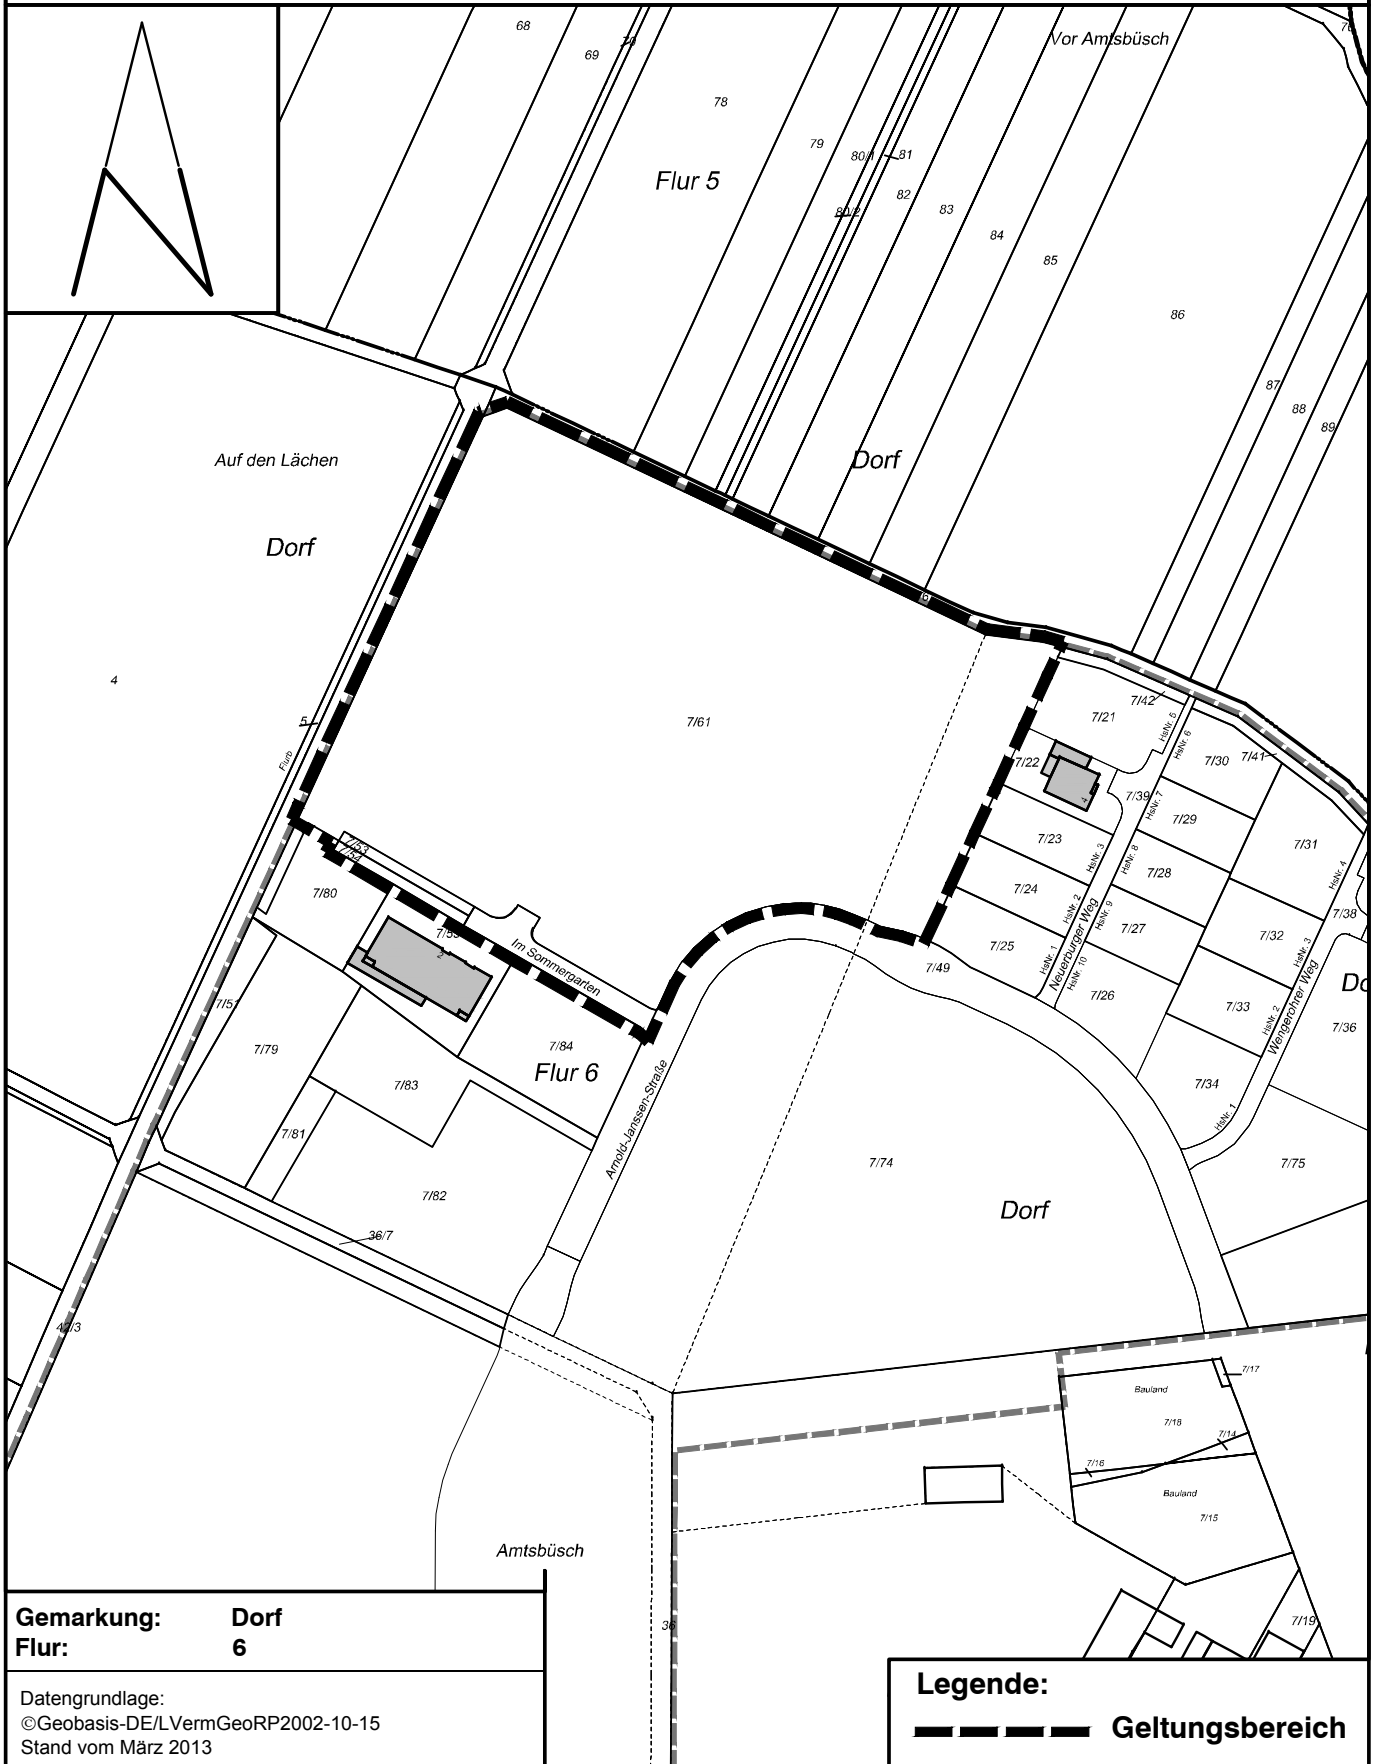 68
69
70
78
79
80/1
81
80/2
82
83
84
85
86
87
88
89
Vor Amtsbüsch
Flur 5
Dorf
Auf den Lächen
Dorf
4
5
Flurb
6
7/61
7/42
7/21
7/22
4
HsNr. 5
HsNr. 6
7/30
7/41
7/39
HsNr. 7
7/29
7/31
7/23
HsNr. 3
HsNr. 8
7/28
HsNr. 4
7/24
HsNr. 2
HsNr. 9
7/27
7/38
7/32
HsNr. 3
7/25
HsNr. 1
Neuerburger Weg
HsNr. 10
7/26
7/49
7/33
HsNr. 2
Wengerohrer Weg
7/36
7/34
HsNr. 1
7/75
7/53
7/54
7/80
7/55
2
Im Sommergarten
7/51
7/79
7/84
Flur 6
7/83
Arnold-Janssen-Straße
7/81
7/82
36/7
7/74
Dorf
42/3
Bauland
7/17
7/18
7/14
7/16
Bauland
7/15
Amtsbüsch
36
7/19
Gemarkung: Dorf
Flur: 6
Datengrundlage:
©Geobasis-DE/LVermGeoRP2002-10-15
Stand vom März 2013
Legende:
Geltungsbereich